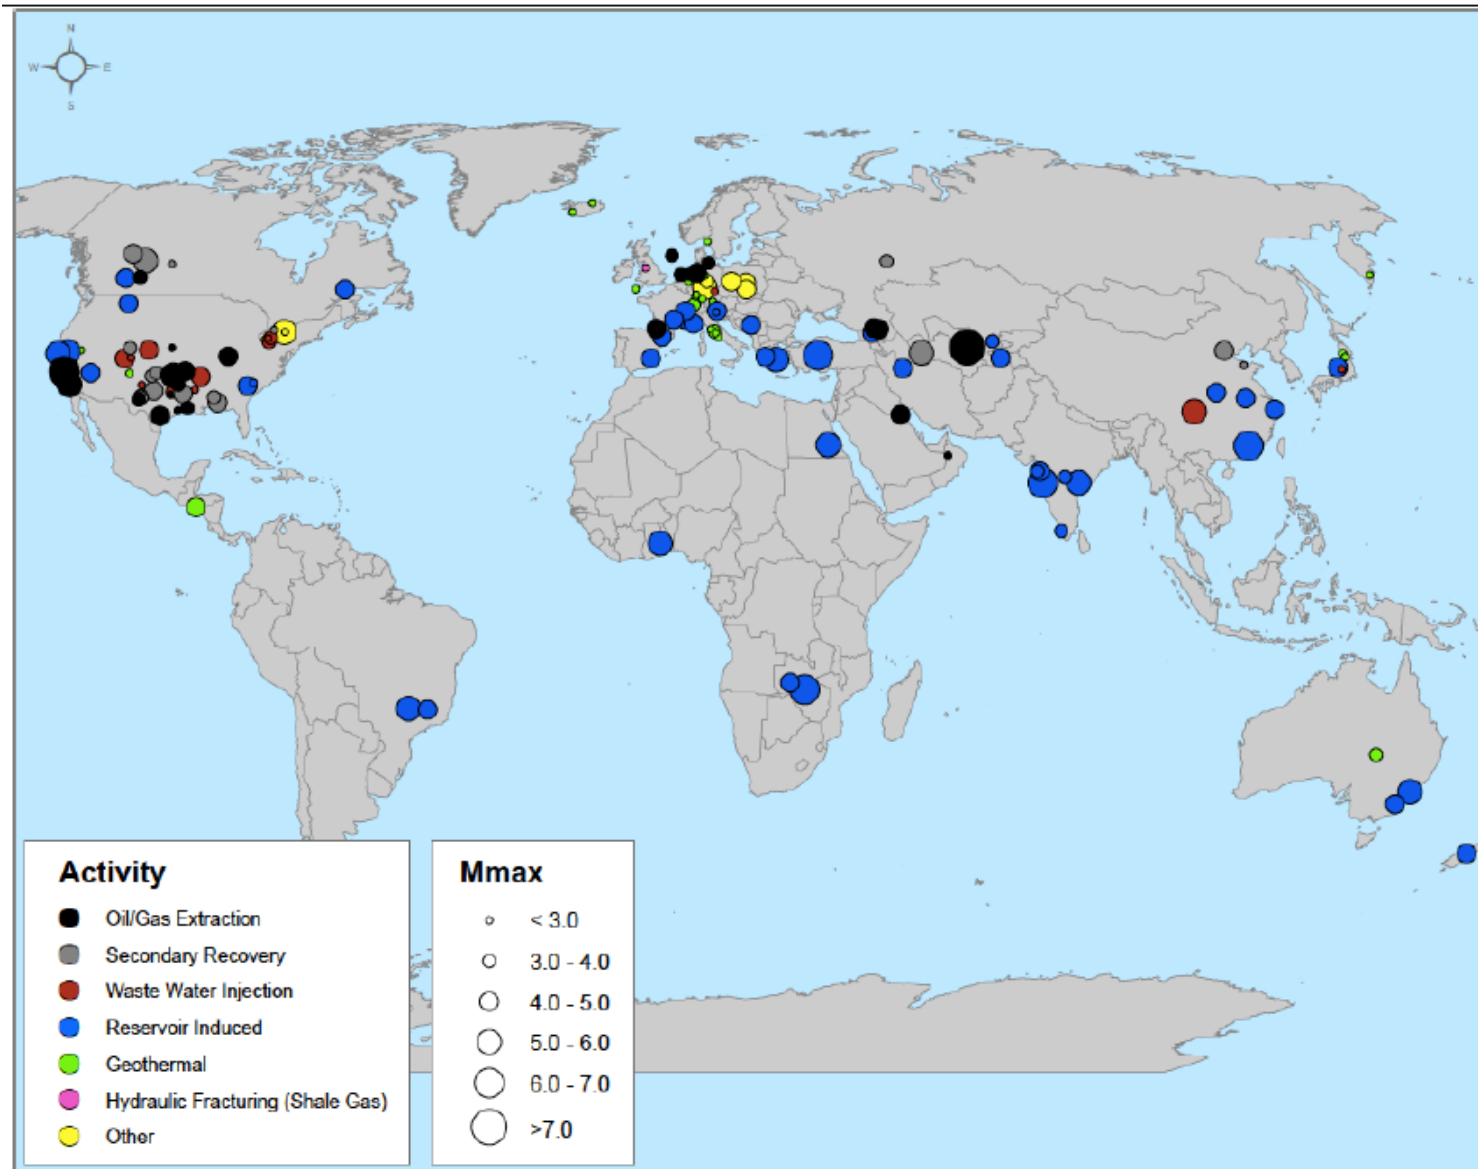 N
W E
S
Activity
Oil/Gas Extraction
Secondary Recovery
Waste Water Injection
Reservoir Induced
Geothermal
Hydraulic Fracturing (Shale Gas)
Other
Mmax
< 3.0
3.0 - 4.0
4.0 - 5.0
5.0 - 6.0
6.0 - 7.0
>7.0